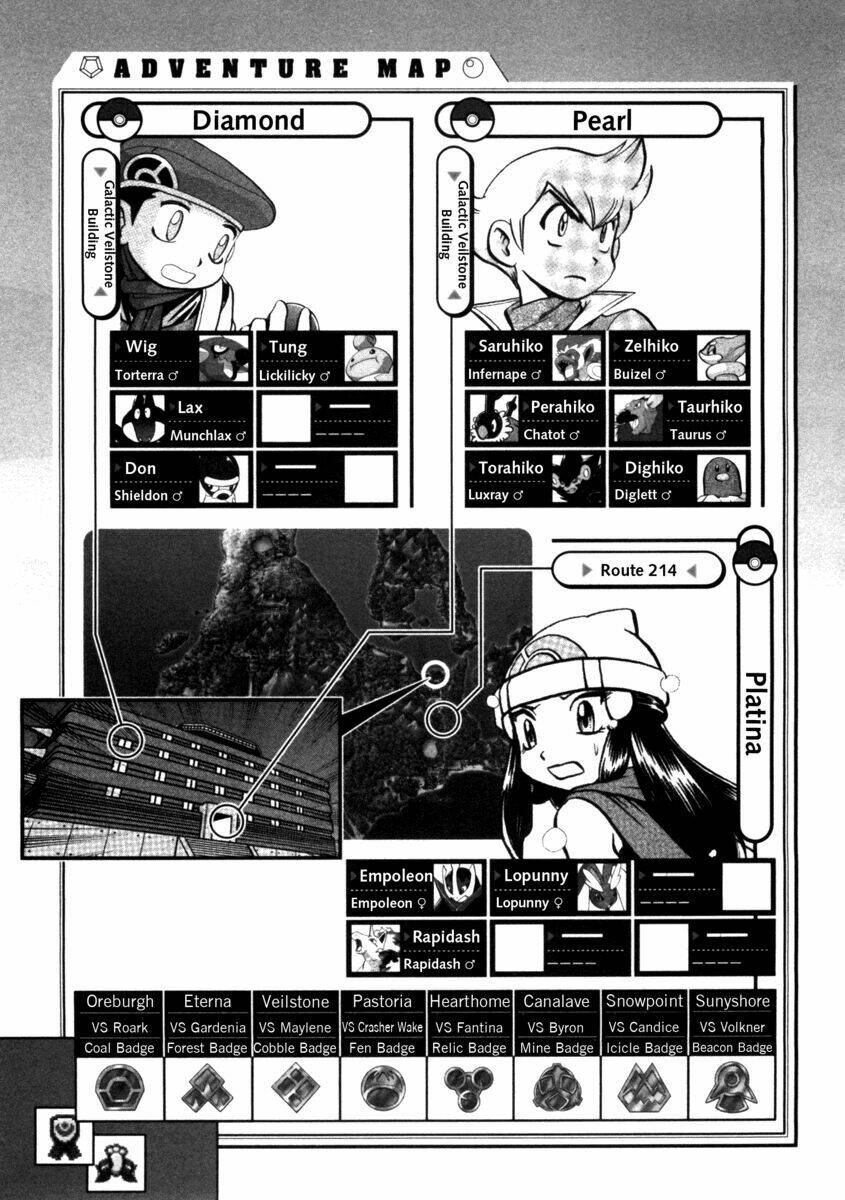 ADVENTURE MAP
Diamond
Galactic Veilstone
Building
Wig
Torterra ♂
Tung
Lickilicky ♂
Lax
Munchlax ♂
Don
Shieldon ♂
Pearl
Galactic Veilstone
Building
Saruhiko
Infernape ♂
Zelhiko
Buizel ♂
Perahiko
Chatot ♂
Taurhiko
Taurus ♂
Torahiko
Luxray ♂
Dighiko
Diglett ♂
Route 214
Platina
Empoleon
Empoleon ♀
Lopunny
Lopunny ♀
Rapidash
Rapidash ♂
Oreburgh
VS Roark
Coal Badge
Eterna
VS Gardenia
Forest Badge
Veilstone
VS Maylene
Cobble Badge
Pastoria
VS Crasher Wake
Fen Badge
Hearthome
VS Fantina
Relic Badge
Canalave
VS Byron
Mine Badge
Snowpoint
VS Candice
Icicle Badge
Sunyshore
VS Volkner
Beacon Badge